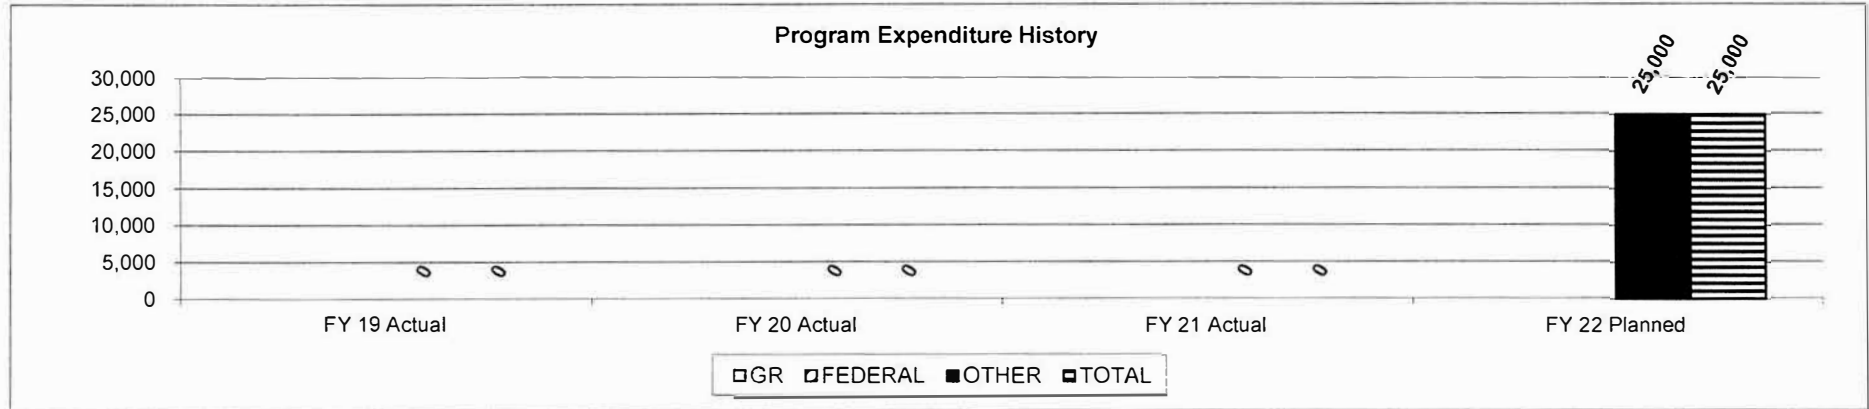 Program Expenditure History
25,000 25,000
30,000
25,000
20,000
15,000
10,000
5,000
0
0 0 0 0 0 0
FY 19 Actual FY 20 Actual FY 21 Actual FY 22 Planned
GR FEDERAL OTHER TOTAL